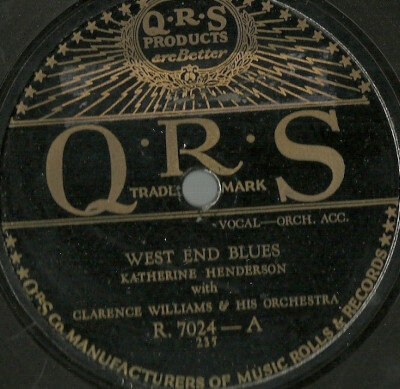 Q·R·S
PRODUCTS
are Better
Q·R·S
TRADE MARK
VOCAL—ORCH. ACC.
WEST END BLUES
KATHERINE HENDERSON
with
CLARENCE WILLIAMS & HIS ORCHESTRA
R. 7024—A
235
Q·R·S CO. MANUFACTURERS OF MUSIC ROLLS & RECORDS